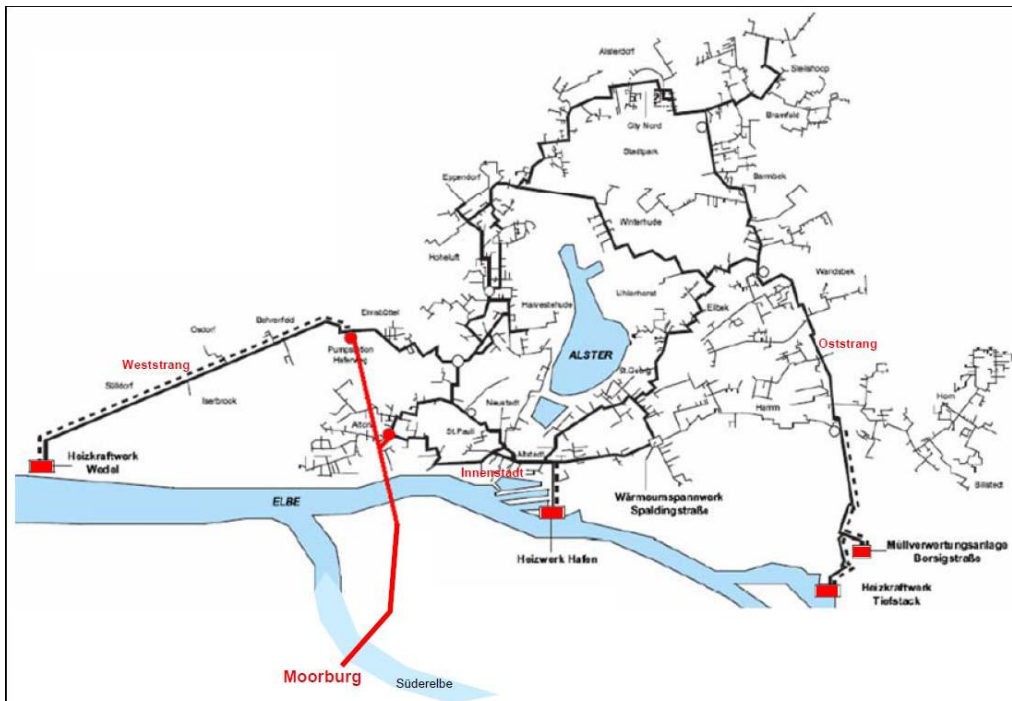 Alsterdorf
Steilshoop
Bramfeld
City Nord
Stadtpark
Eppendorf
Barmbek
Winterhude
Hoheluft
Wandsbek
Uhlenhorst
Harvestehude
Eilbek
Osdorf
Bahrenfeld
Eimsbüttel
Weststrang
Pumpstation
Haferweg
ALSTER
Oststrang
Sülldorf
Iserbrock
St.Georg
Horn
Neustadt
Hamm
Altona
St.Pauli
Altstadt
Billstedt
Heizkraftwerk
Wedel
Innenstadt
ELBE
Wärmeumspannwerk
Spaldingstraße
Heizwerk Hafen
Müllverwertungsanlage
Borsigstraße
Heizkraftwerk
Tiefstack
Moorburg
Süderelbe